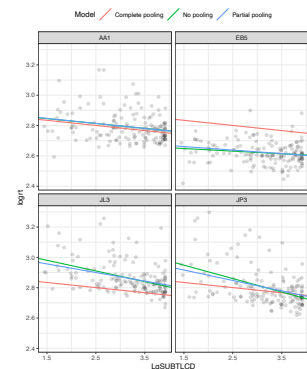 Model Complete pooling No pooling Partial pooling
AA1 EB5
3.2
3.0
2.8
2.6
2.4
logrt
JL3 JP3
3.2
3.0
2.8
2.6
2.4
1.5 2.5 3.5 1.5 2.5 3.5
LgSUBTLCD